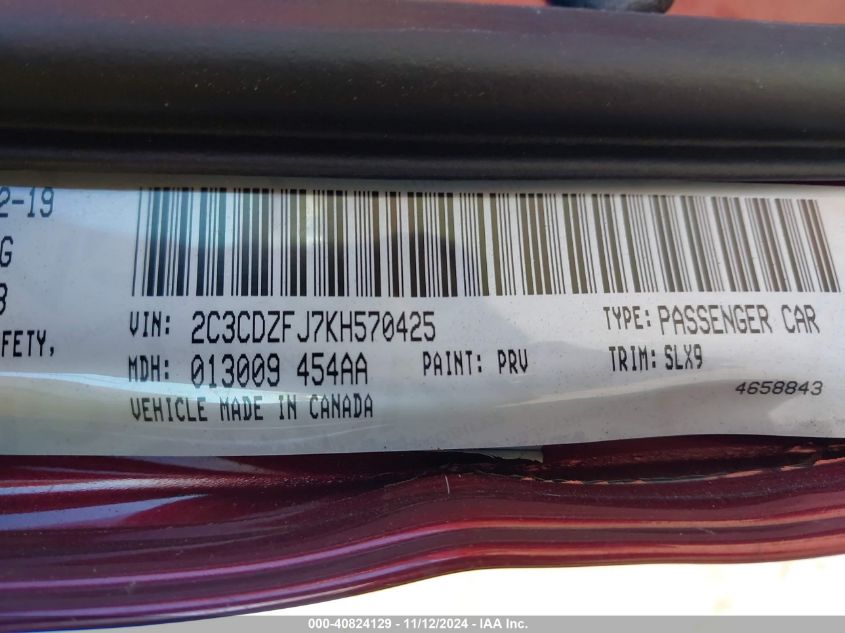 2-19
G
VIN: 2C3CDZFJ7KH570425 TYPE: PASSENGER CAR
FETY,
MDH: 013009 454AA PAINT: PRV TRIM: SLX9
4658843
VEHICLE MADE IN CANADA
000-40824129 - 11/12/2024 - IAA Inc.